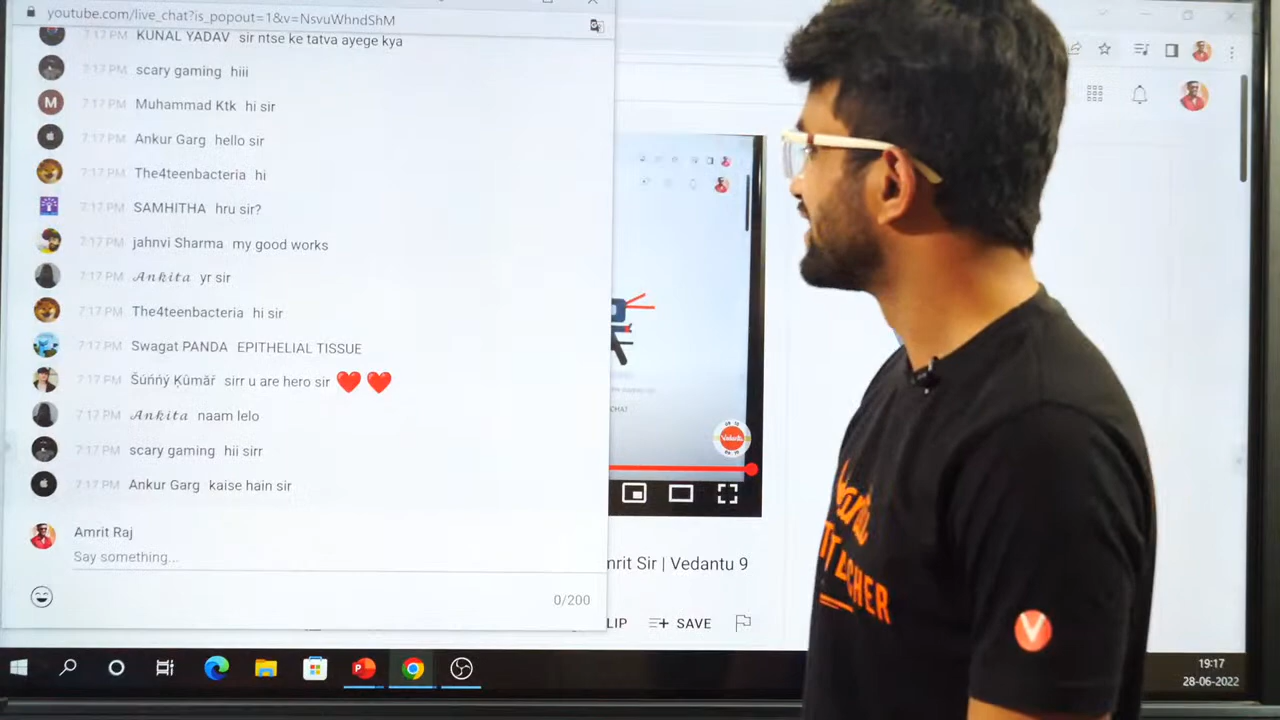 youtube.com/live_chat?is_popout=1&v=NsvuWhndShM
7:17 PM KUNAL YADAV sir ntse ke tatva ayege kya
7:17 PM scary gaming hiii
M 7:17 PM Muhammad Ktk hi sir
7:17 PM Ankur Garg hello sir
7:17 PM The4teenbacteria hi
7:17 PM SAMHITHA hru sir?
7:17 PM jahnvi Sharma my good works
7:17 PM 𝓐𝓷𝓴𝓲𝓽𝓪 yr sir
7:17 PM The4teenbacteria hi sir
7:17 PM Swagat PANDA EPITHELIAL TISSUE
7:17 PM Šúńńý Ķūmāř sirr u are hero sir ❤️❤️
7:17 PM 𝓐𝓷𝓴𝓲𝓽𝓪 naam lelo
7:17 PM scary gaming hii sirr
7:17 PM Ankur Garg kaise hain sir
Amrit Raj
Say something...
0/200
CHAT
Vedantu
mrit Sir | Vedantu 9
LIP SAVE
V
19:17
28-06-2022